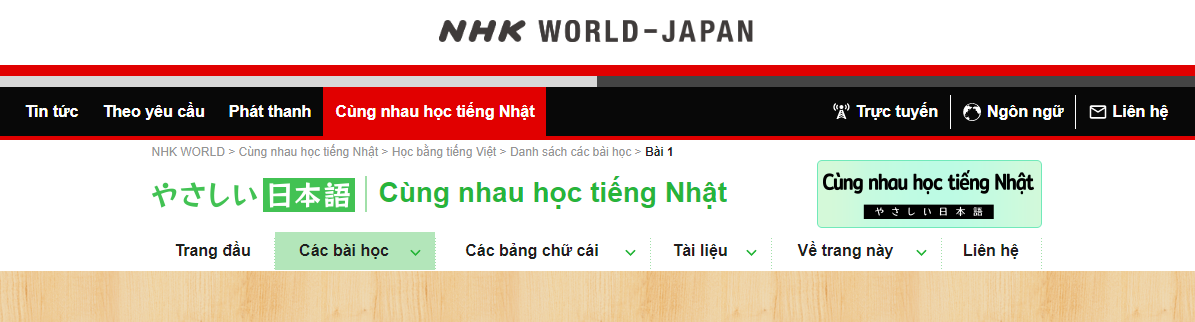 NHK WORLD-JAPAN
Tin tức Theo yêu cầu Phát thanh Cùng nhau học tiếng Nhật Trực tuyến Ngôn ngữ Liên hệ
NHK WORLD > Cùng nhau học tiếng Nhật > Học bằng tiếng Việt > Danh sách các bài học > Bài 1
やさしい日本語 Cùng nhau học tiếng Nhật
Cùng nhau học tiếng Nhật
やさしい日本語
Trang đầu Các bài học Các bảng chữ cái Tài liệu Về trang này Liên hệ